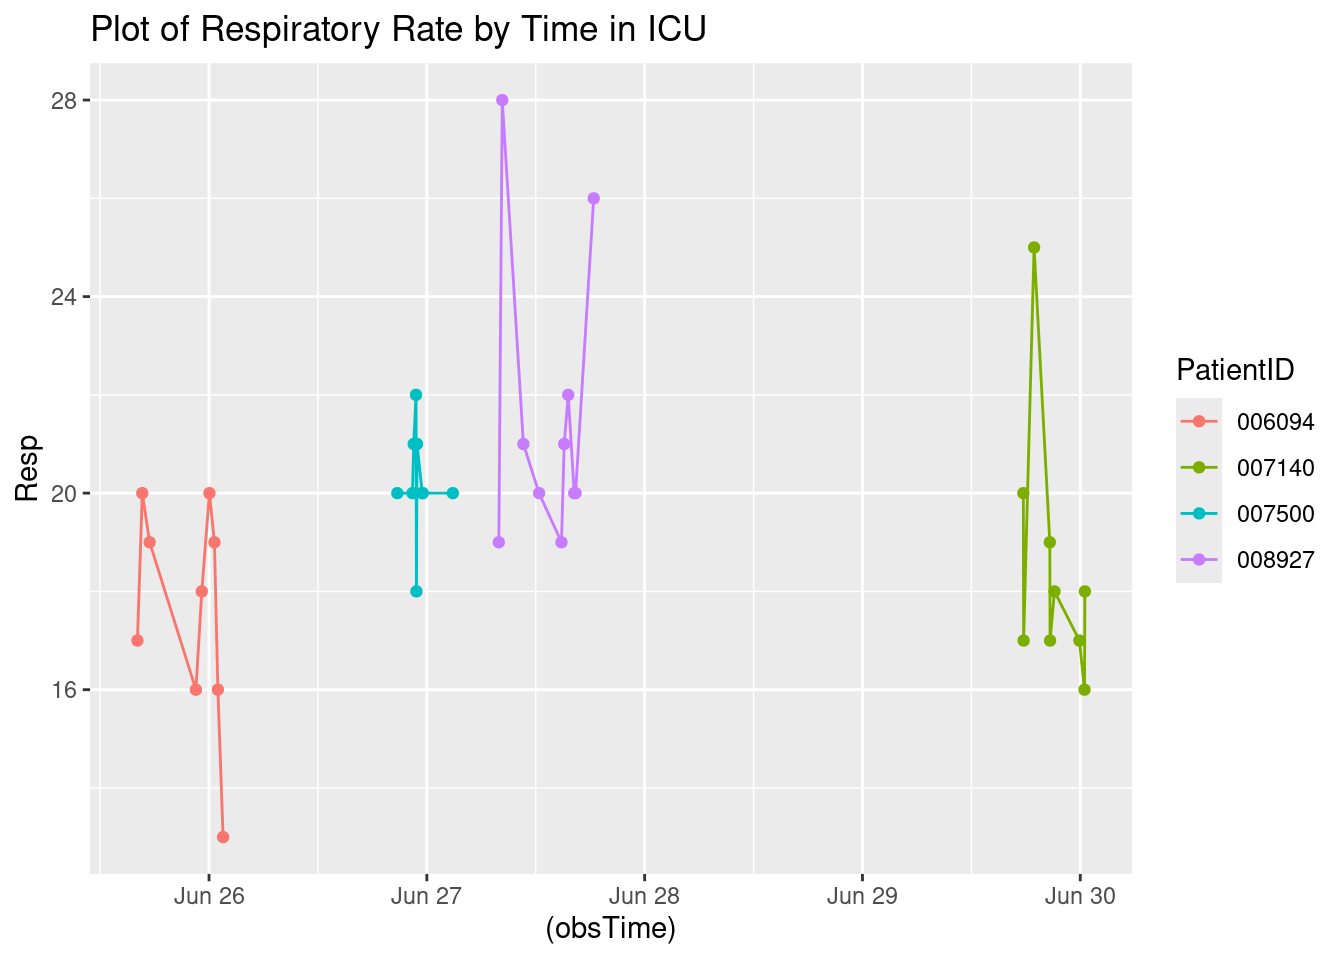 Plot of Respiratory Rate by Time in ICU
28
24
20
16
Resp
Jun 26
Jun 27
Jun 28
Jun 29
Jun 30
(obsTime)
PatientID
006094
007140
007500
008927